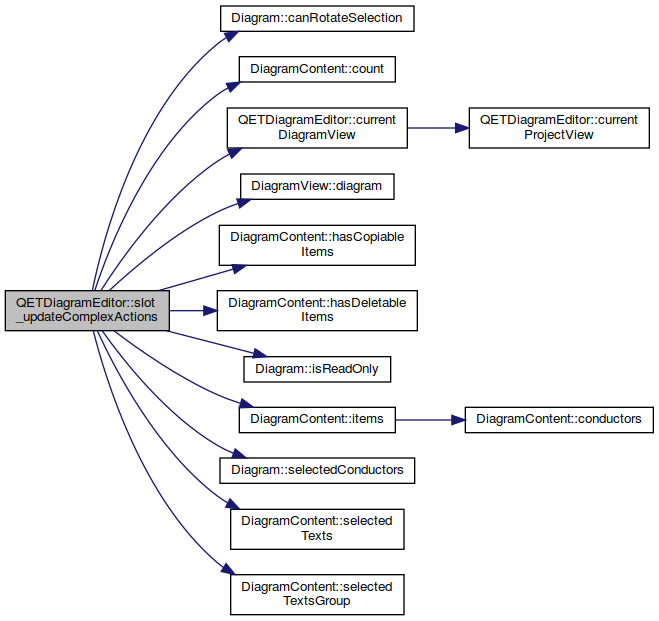 Diagram::canRotateSelection
DiagramContent::count
QETDiagramEditor::current
DiagramView
QETDiagramEditor::current
ProjectView
DiagramView::diagram
DiagramContent::hasCopiable
Items
QETDiagramEditor::slot
_updateComplexActions
DiagramContent::hasDeletable
Items
Diagram::isReadOnly
DiagramContent::items
DiagramContent::conductors
Diagram::selectedConductors
DiagramContent::selected
Texts
DiagramContent::selected
TextsGroup